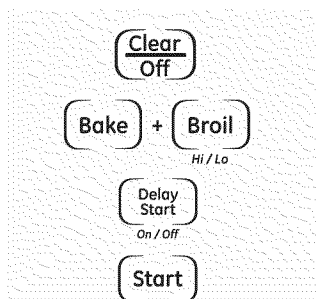 Clear
Off
Bake + Broil
Hi / Lo
Delay
Start
On / Off
Start